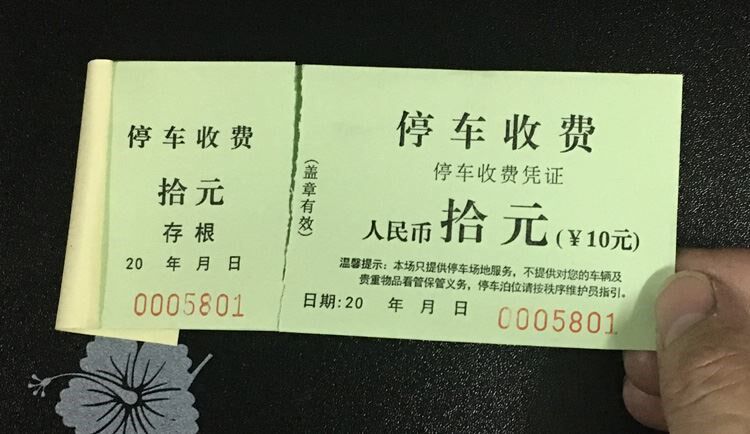 停车收费
拾元
存根
20 年 月 日
0005801
(盖章有效)
停车收费
停车收费凭证
人民币 拾元 (￥10元)
温馨提示：本场只提供停车场地服务，不提供对您的车辆及
贵重物品看管保管义务，停车泊位请按秩序维护员指引。
日期:20 年 月 日
0005801